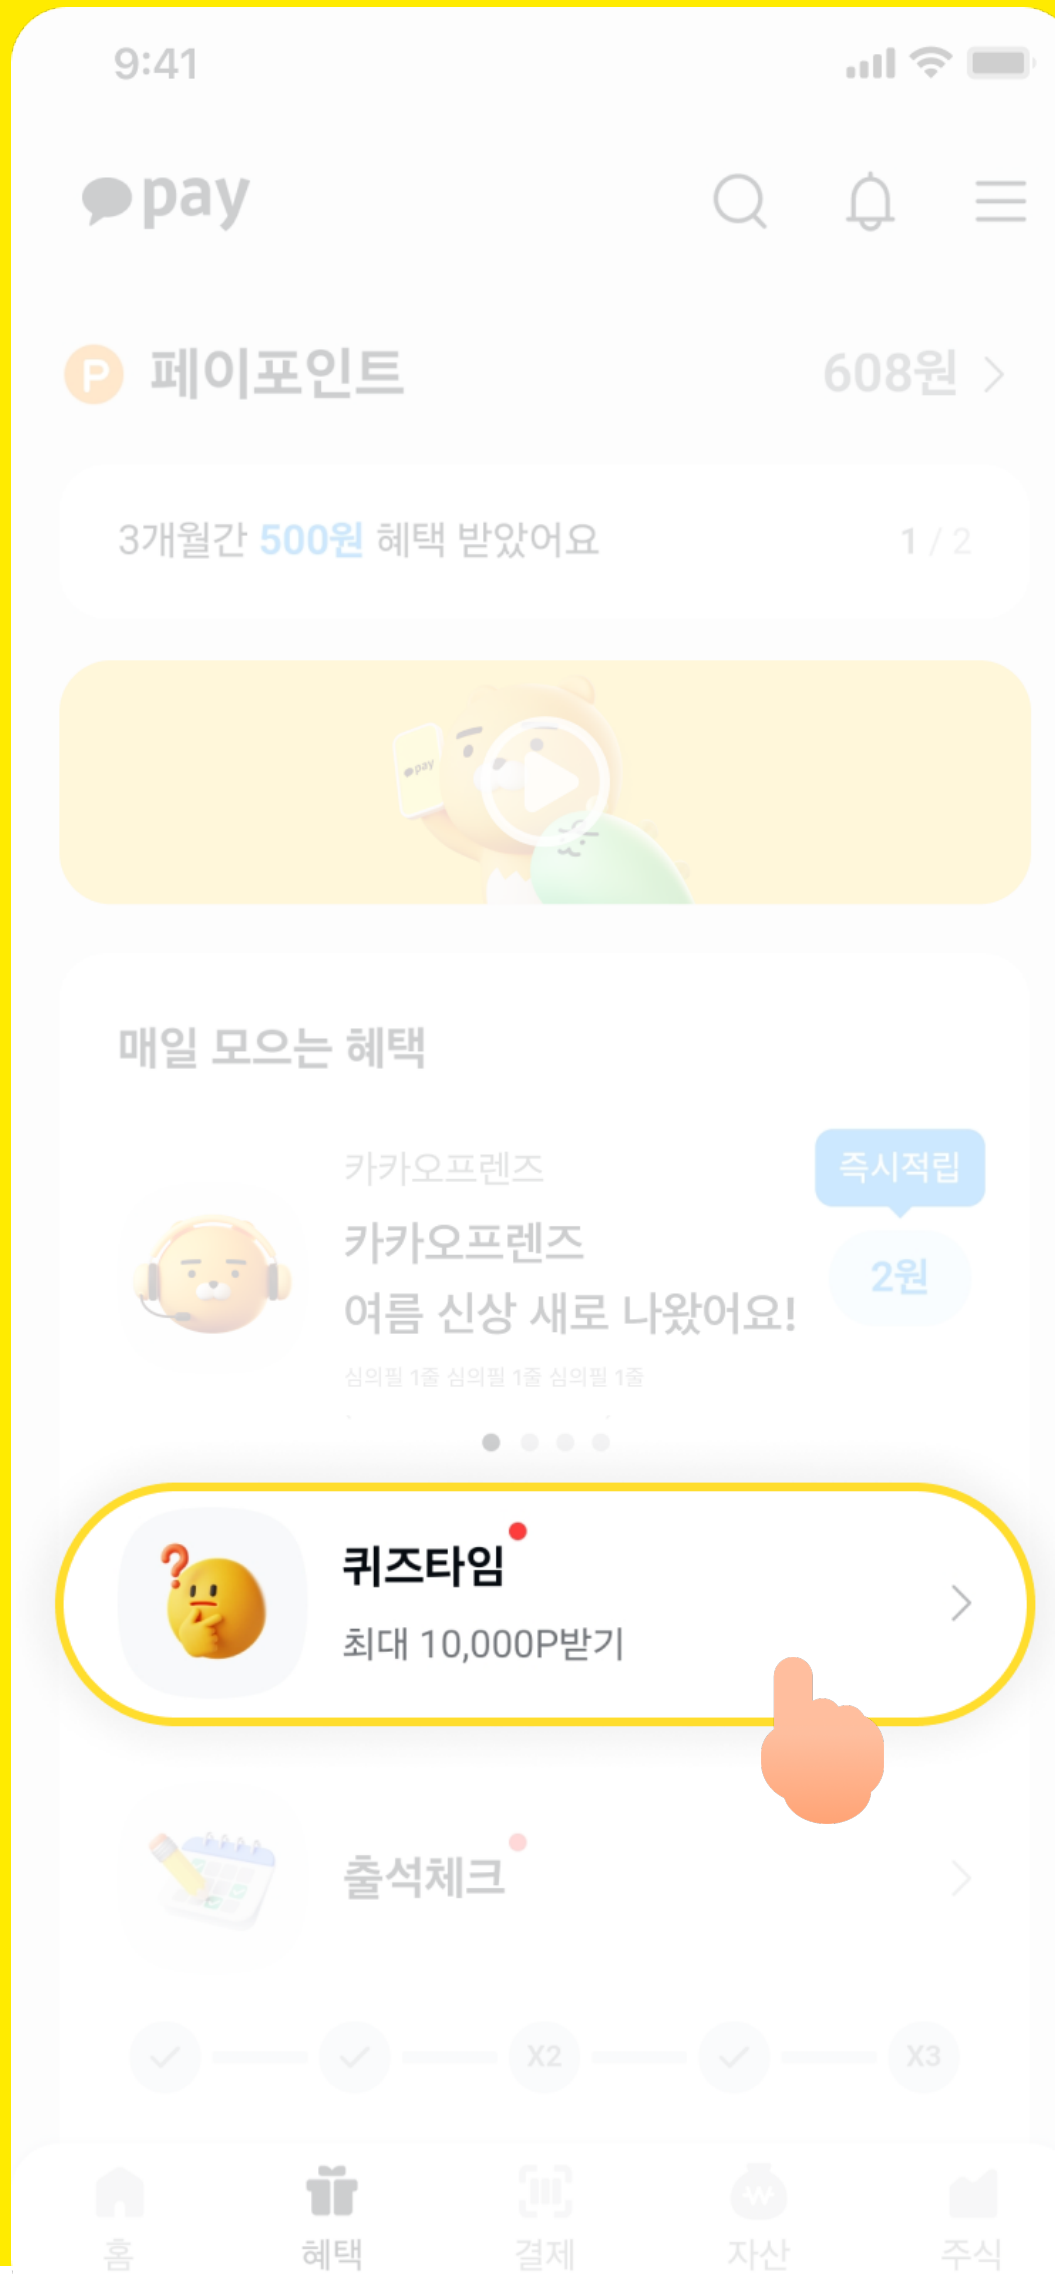 9:41
pay
P 페이포인트 608원
3개월간 500원 혜택 받았어요 1 / 2
pay
매일 모으는 혜택
카카오프렌즈
즉시적립
카카오프렌즈
여름 신상 새로 나왔어요!
2원
심의필 1줄 심의필 1줄 심의필 1줄
퀴즈타임
최대 10,000P받기
출석체크
X2 X3
홈 혜택 결제 자산 주식